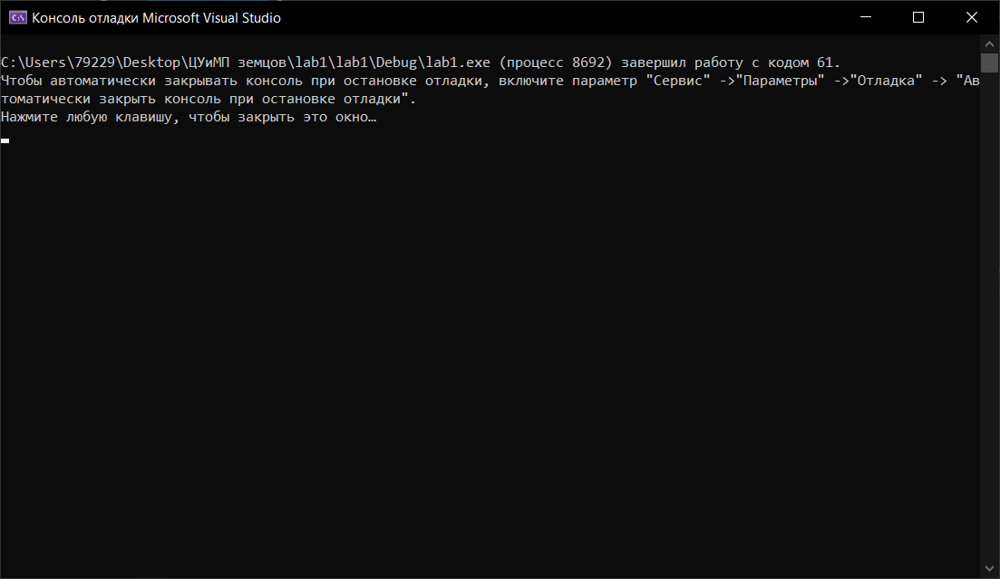 Консоль отладки Microsoft Visual Studio
C:\Users\79229\Desktop\ЦУиМП земцов\lab1\lab1\Debug\lab1.exe (процесс 8692) завершил работу с кодом 61.
Чтобы автоматически закрывать консоль при остановке отладки, включите параметр "Сервис" ->"Параметры" ->"Отладка" -> "Ав
томатически закрыть консоль при остановке отладки".
Нажмите любую клавишу, чтобы закрыть это окно…